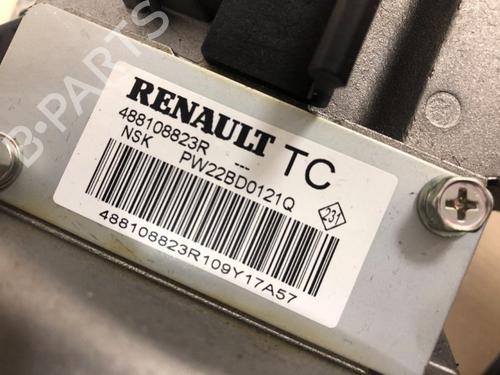 RENAULT TC
488108823R ---
NSK PW22BD0121Q
231
488108823R109Y17A57
B-PARTS